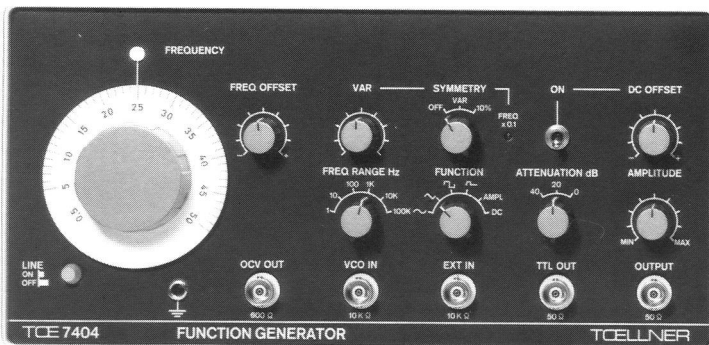 FREQUENCY
0.5 5 10 15 20 25 30 35 40 45 50
FREQ OFFSET
VAR
SYMMETRY
OFF VAR 10%
FREQ
x 0.1
ON
DC OFFSET
- +
- +
- +
FREQ RANGE Hz
1 10 100 1K 10K 100K
FUNCTION
AMPL
DC
ATTENUATION dB
40 20 0
AMPLITUDE
MIN MAX
LINE
ON
OFF
OCV OUT
600 Ω
VCO IN
10 K Ω
EXT IN
10 K Ω
TTL OUT
50 Ω
OUTPUT
50 Ω
TOE 7404 FUNCTION GENERATOR TOELLNER